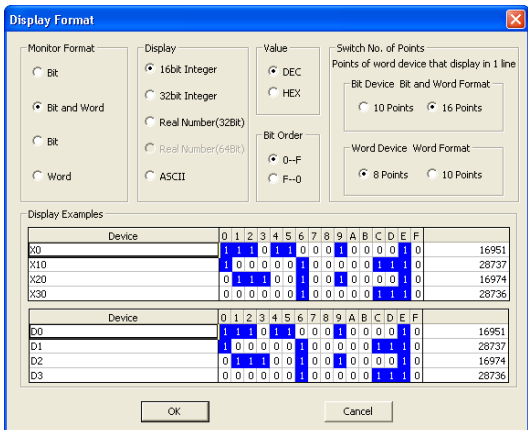 Display Format
Monitor Format
Bit
Bit and Word
Bit
Word
Display
16bit Integer
32bit Integer
Real Number(32Bit)
Real Number(64Bit)
ASCII
Value
DEC
HEX
Bit Order
0--F
F--0
Switch No. of Points
Points of word device that display in 1 line
Bit Device Bit and Word Format
10 Points 16 Points
Word Device Word Format
8 Points 10 Points
Display Examples
Device 0 1 2 3 4 5 6 7 8 9 A B C D E F
X0 1 1 1 0 1 1 0 0 0 1 0 0 0 0 1 0 16951
X10 1 0 0 0 0 0 1 0 0 0 0 0 1 1 1 0 28737
X20 0 1 1 1 0 0 1 0 0 1 0 0 0 0 1 0 16974
X30 0 0 0 0 0 0 1 0 0 0 0 0 1 1 1 0 28736
Device 0 1 2 3 4 5 6 7 8 9 A B C D E F
D0 1 1 1 0 1 1 0 0 0 1 0 0 0 0 1 0 16951
D1 1 0 0 0 0 0 1 0 0 0 0 0 1 1 1 0 28737
D2 0 1 1 1 0 0 1 0 0 1 0 0 0 0 1 0 16974
D3 0 0 0 0 0 0 1 0 0 0 0 0 1 1 1 0 28736
OK Cancel